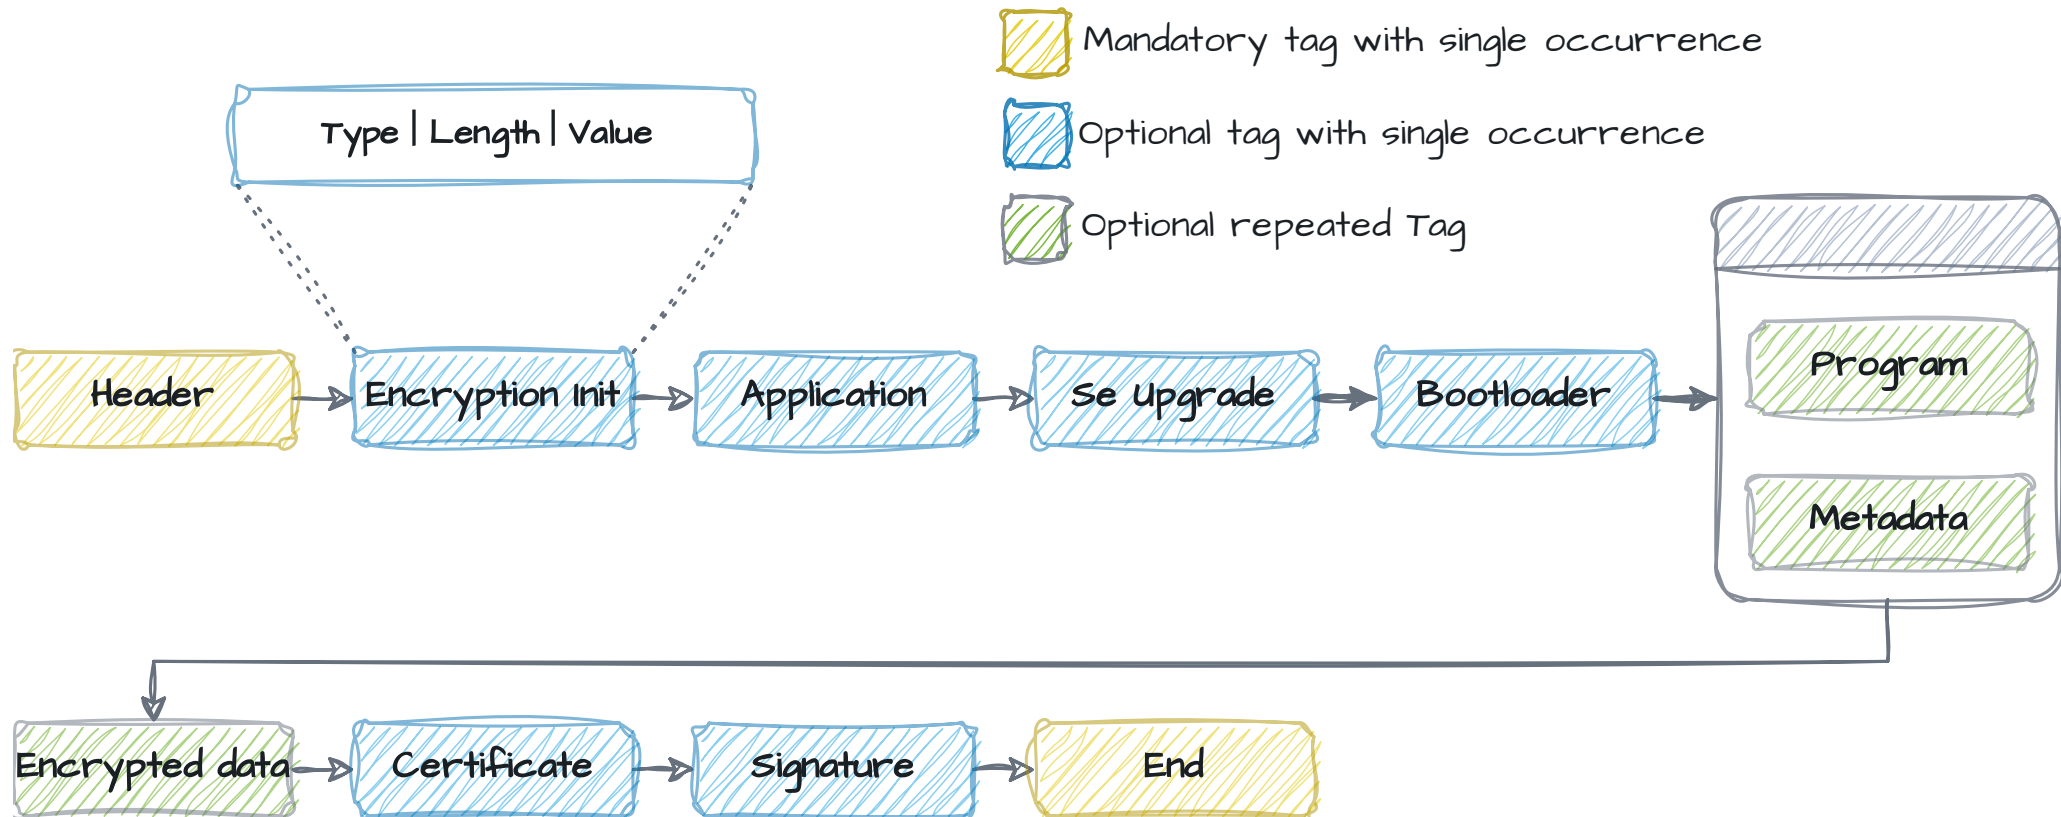 Mandatory tag with single occurrence
Type | Length | Value
Optional tag with single occurrence
Optional repeated Tag
Header
Encryption Init
Application
Se Upgrade
Bootloader
Program
Metadata
Encrypted data
Certificate
Signature
End